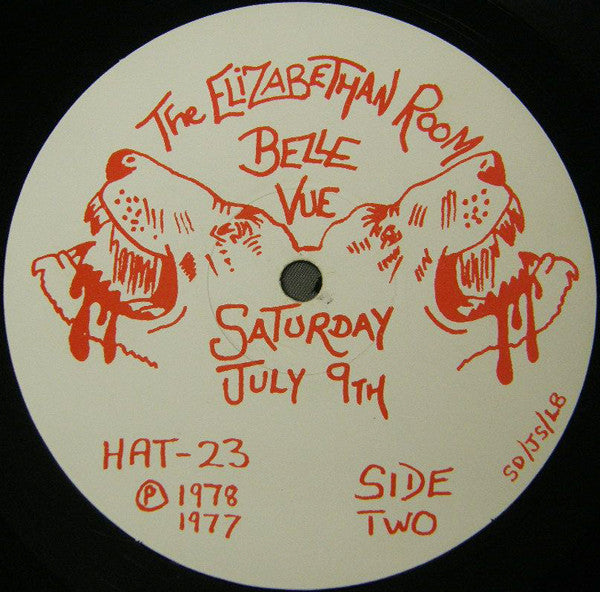 The ELIZABETHAN ROOM
BELLE
VUE
SATURDAY
JULY 9TH
HAT-23
Ⓟ 1978
1977
SIDE
TWO
SD/JS/LB